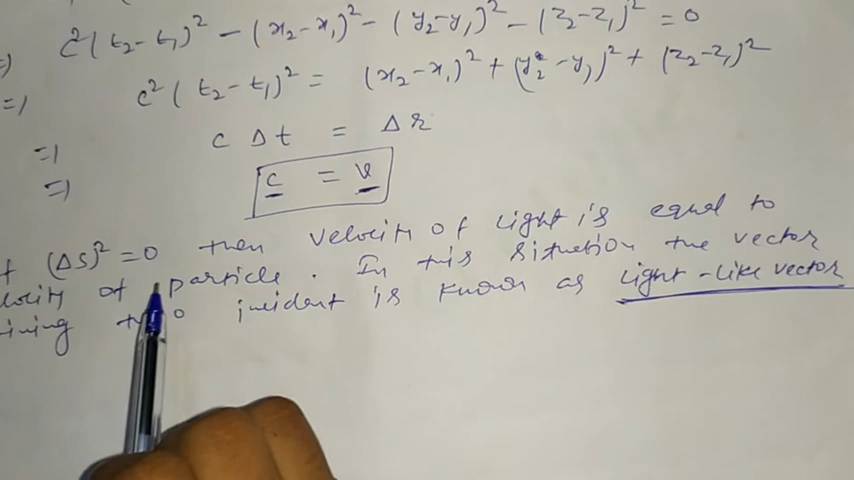 c²(t₂-t₁)² - (x₂-x₁)² - (y₂-y₁)² - (z₂-z₁)² = 0
=) c²(t₂-t₁)² = (x₂-x₁)² + (y₂-y₁)² + (z₂-z₁)²
=) c Δt = Δr
=) c = v
(Δs)² = 0 then velocity of light is equal to
of particle. In this situation the vector
incident is known as light-like vector